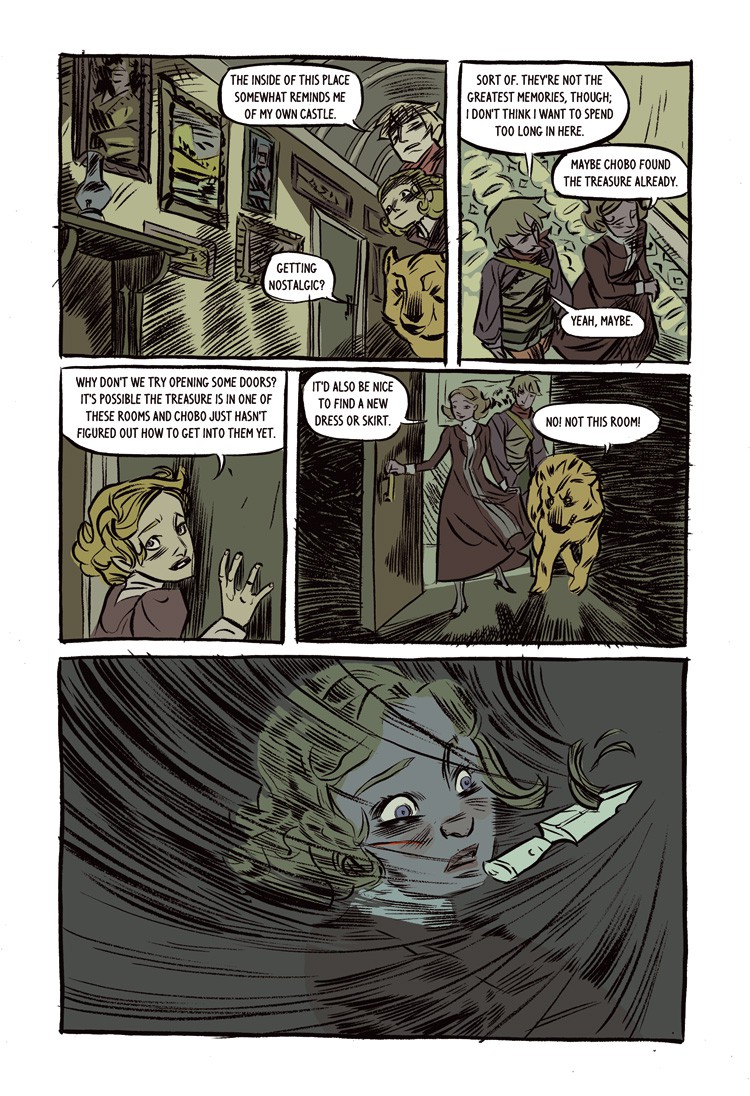 THE INSIDE OF THIS PLACE
SOMEWHAT REMINDS ME
OF MY OWN CASTLE.
GETTING
NOSTALGIC?
SORT OF. THEY'RE NOT THE
GREATEST MEMORIES, THOUGH;
I DON'T THINK I WANT TO SPEND
TOO LONG IN HERE.
MAYBE CHOBO FOUND
THE TREASURE ALREADY.
YEAH, MAYBE.
WHY DON'T WE TRY OPENING SOME DOORS?
IT'S POSSIBLE THE TREASURE IS IN ONE OF
THESE ROOMS AND CHOBO JUST HASN'T
FIGURED OUT HOW TO GET INTO THEM YET.
IT'D ALSO BE NICE
TO FIND A NEW
DRESS OR SKIRT.
NO! NOT THIS ROOM!